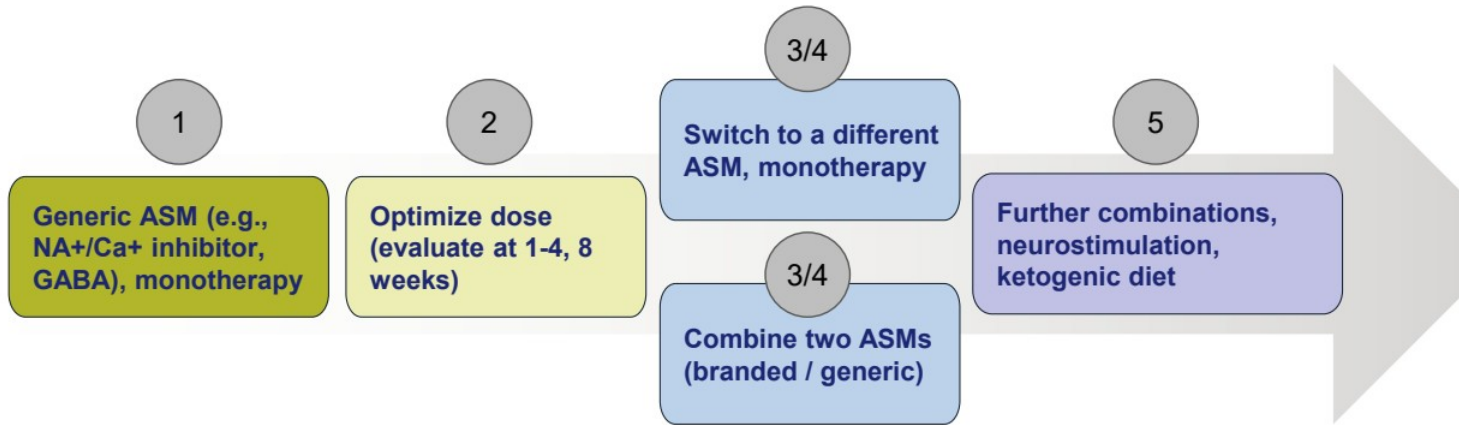 1
Generic ASM (e.g.,
NA+/Ca+ inhibitor,
GABA), monotherapy
2
Optimize dose
(evaluate at 1-4, 8
weeks)
3/4
Switch to a different
ASM, monotherapy
3/4
Combine two ASMs
(branded / generic)
5
Further combinations,
neurostimulation,
ketogenic diet